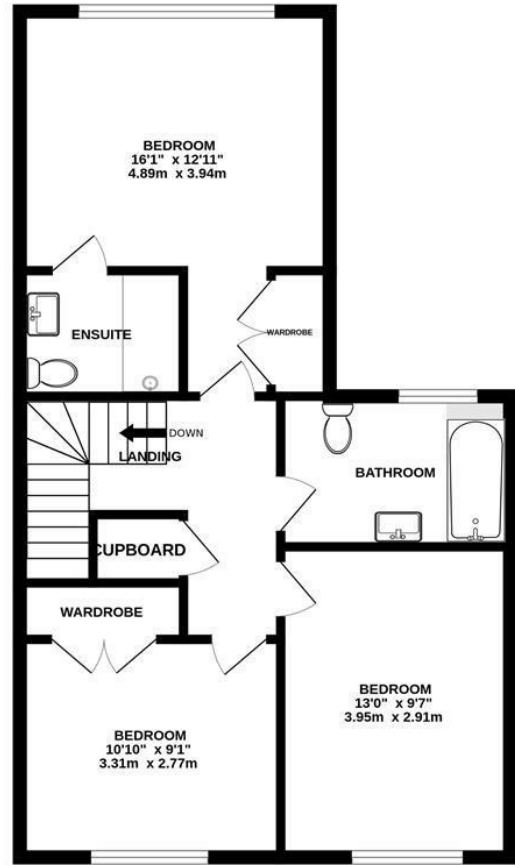 BEDROOM
16'1" x 12'11"
4.89m x 3.94m
ENSUITE
WARDROBE
DOWN
LANDING
BATHROOM
CUPBOARD
WARDROBE
BEDROOM
13'0" x 9'7"
3.95m x 2.91m
BEDROOM
10'10" x 9'1"
3.31m x 2.77m